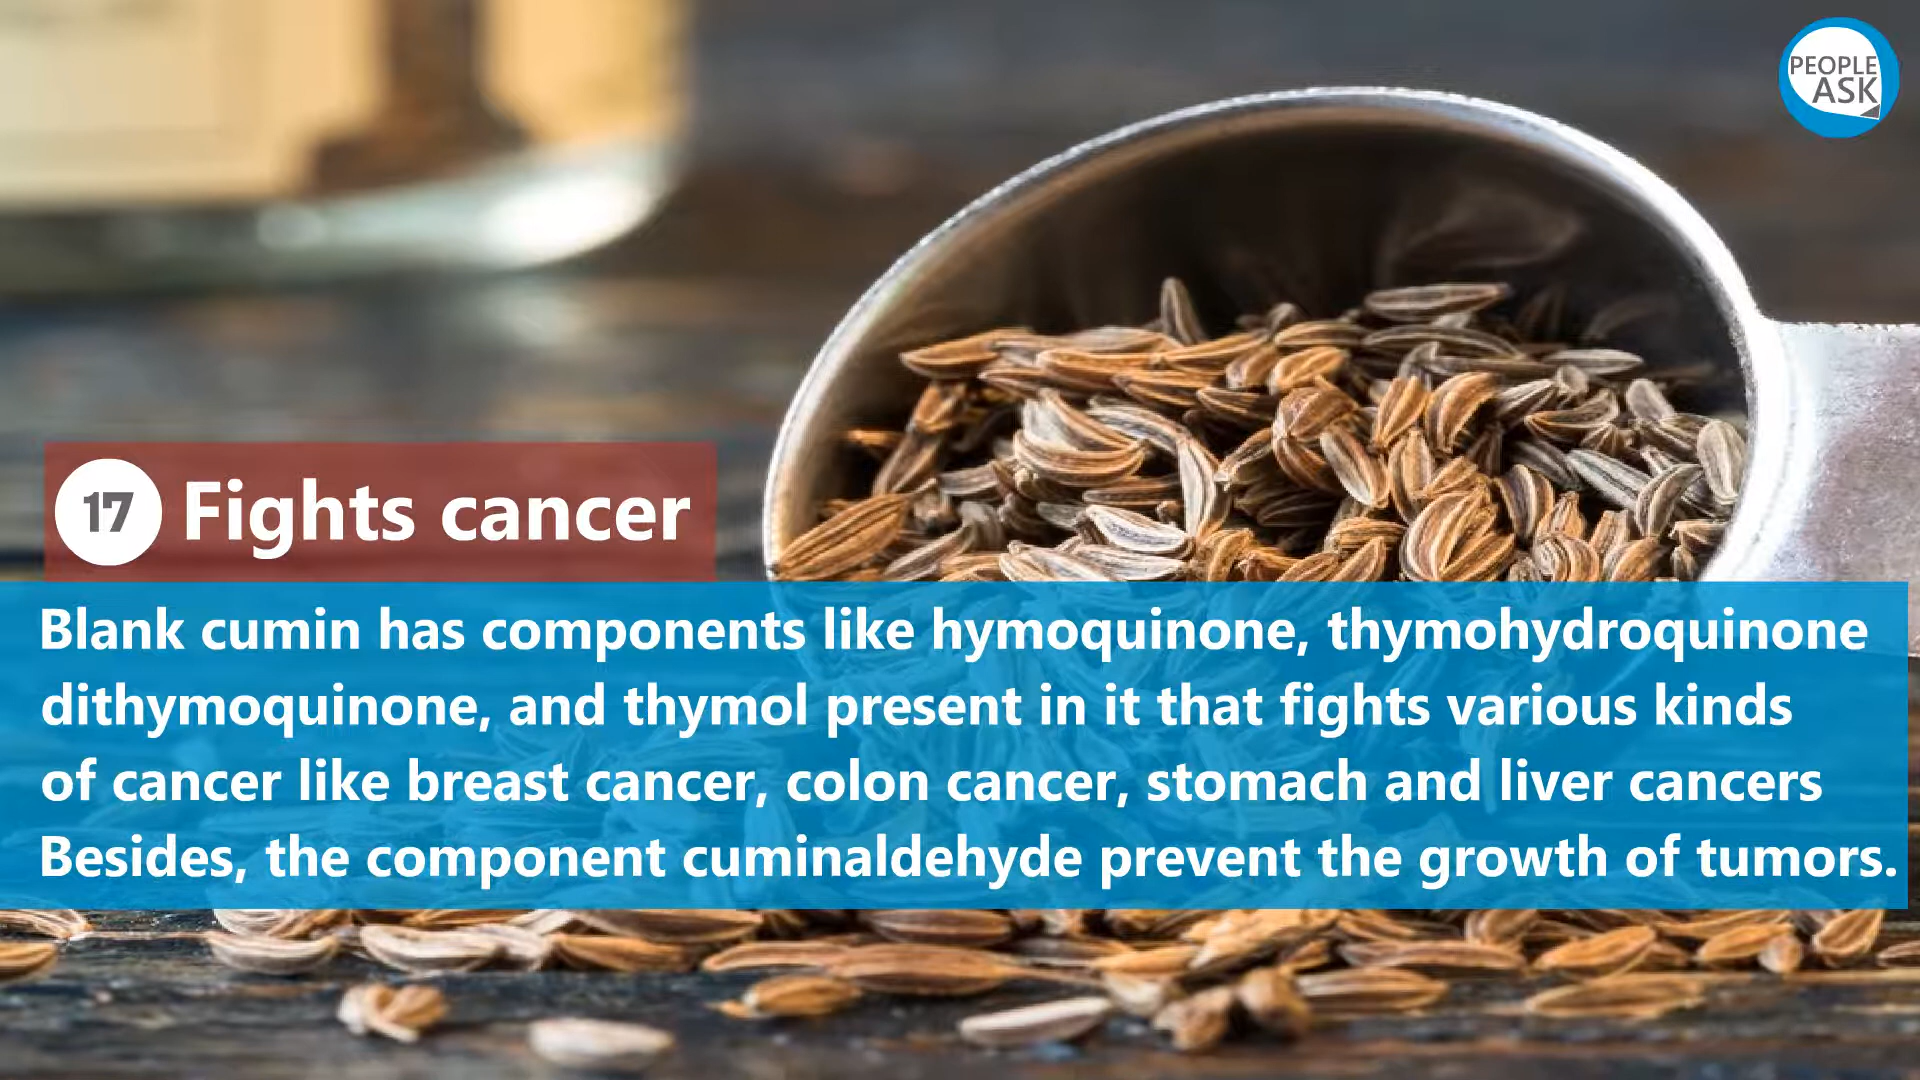 PEOPLE
ASK
17 Fights cancer
Blank cumin has components like hymoquinone, thymohydroquinone
dithymoquinone, and thymol present in it that fights various kinds
of cancer like breast cancer, colon cancer, stomach and liver cancers
Besides, the component cuminaldehyde prevent the growth of tumors.